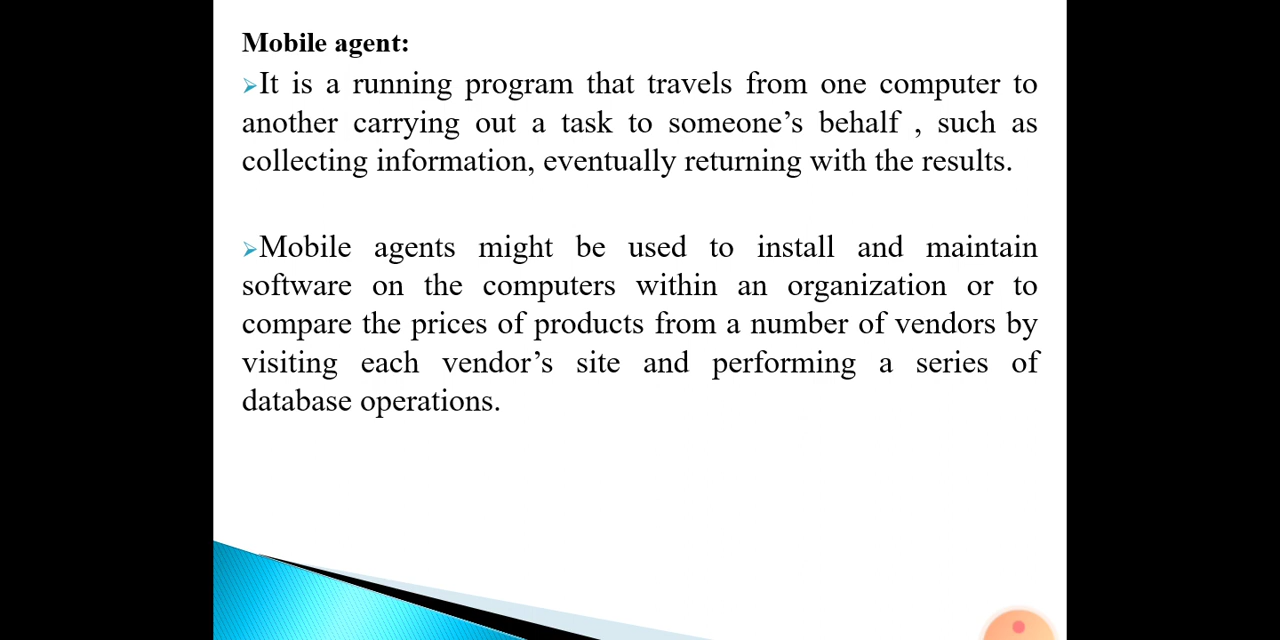 Mobile agent:
➢It is a running program that travels from one computer to
another carrying out a task to someone’s behalf , such as
collecting information, eventually returning with the results.
➢Mobile agents might be used to install and maintain
software on the computers within an organization or to
compare the prices of products from a number of vendors by
visiting each vendor’s site and performing a series of
database operations.